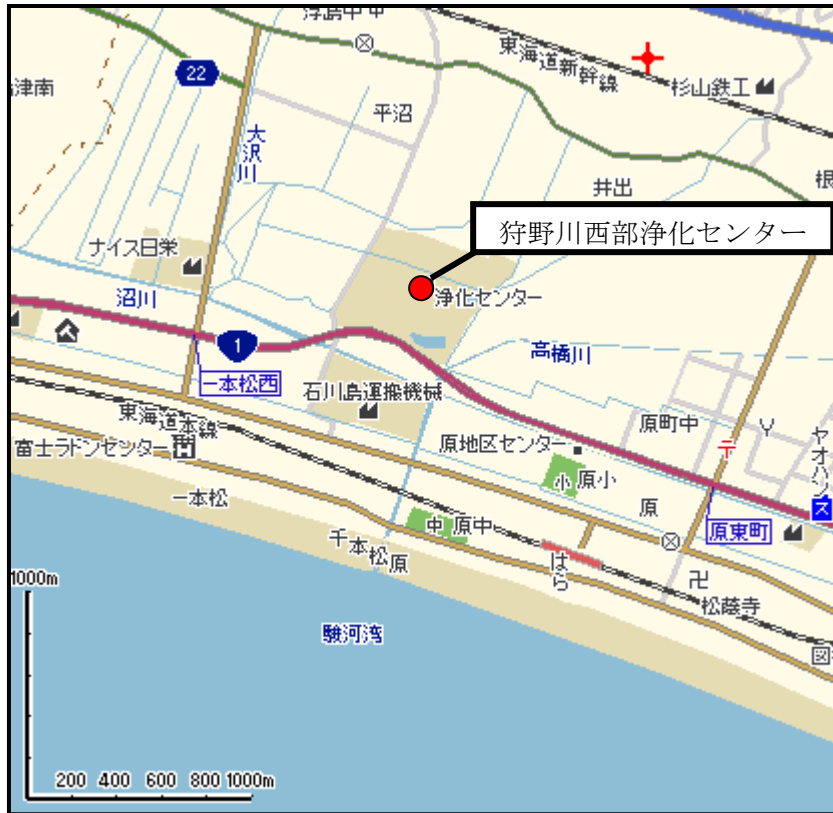 浮島中
22
東海道新幹線
杉山鉄工
平沼
大沢川
井出
根
狩野川西部浄化センター
ナイス日栄
浄化センター
沼川
1
高橋川
一本松西
石川島運搬機械
東海道本線
原町中
原地区センター
富士ラドンセンター
ヤオハン
小 原小
ス
一本松
原
原東町
中 原中
千本松原
はら
松蔭寺
1000m
駿河湾
図
200 400 600 800 1000m